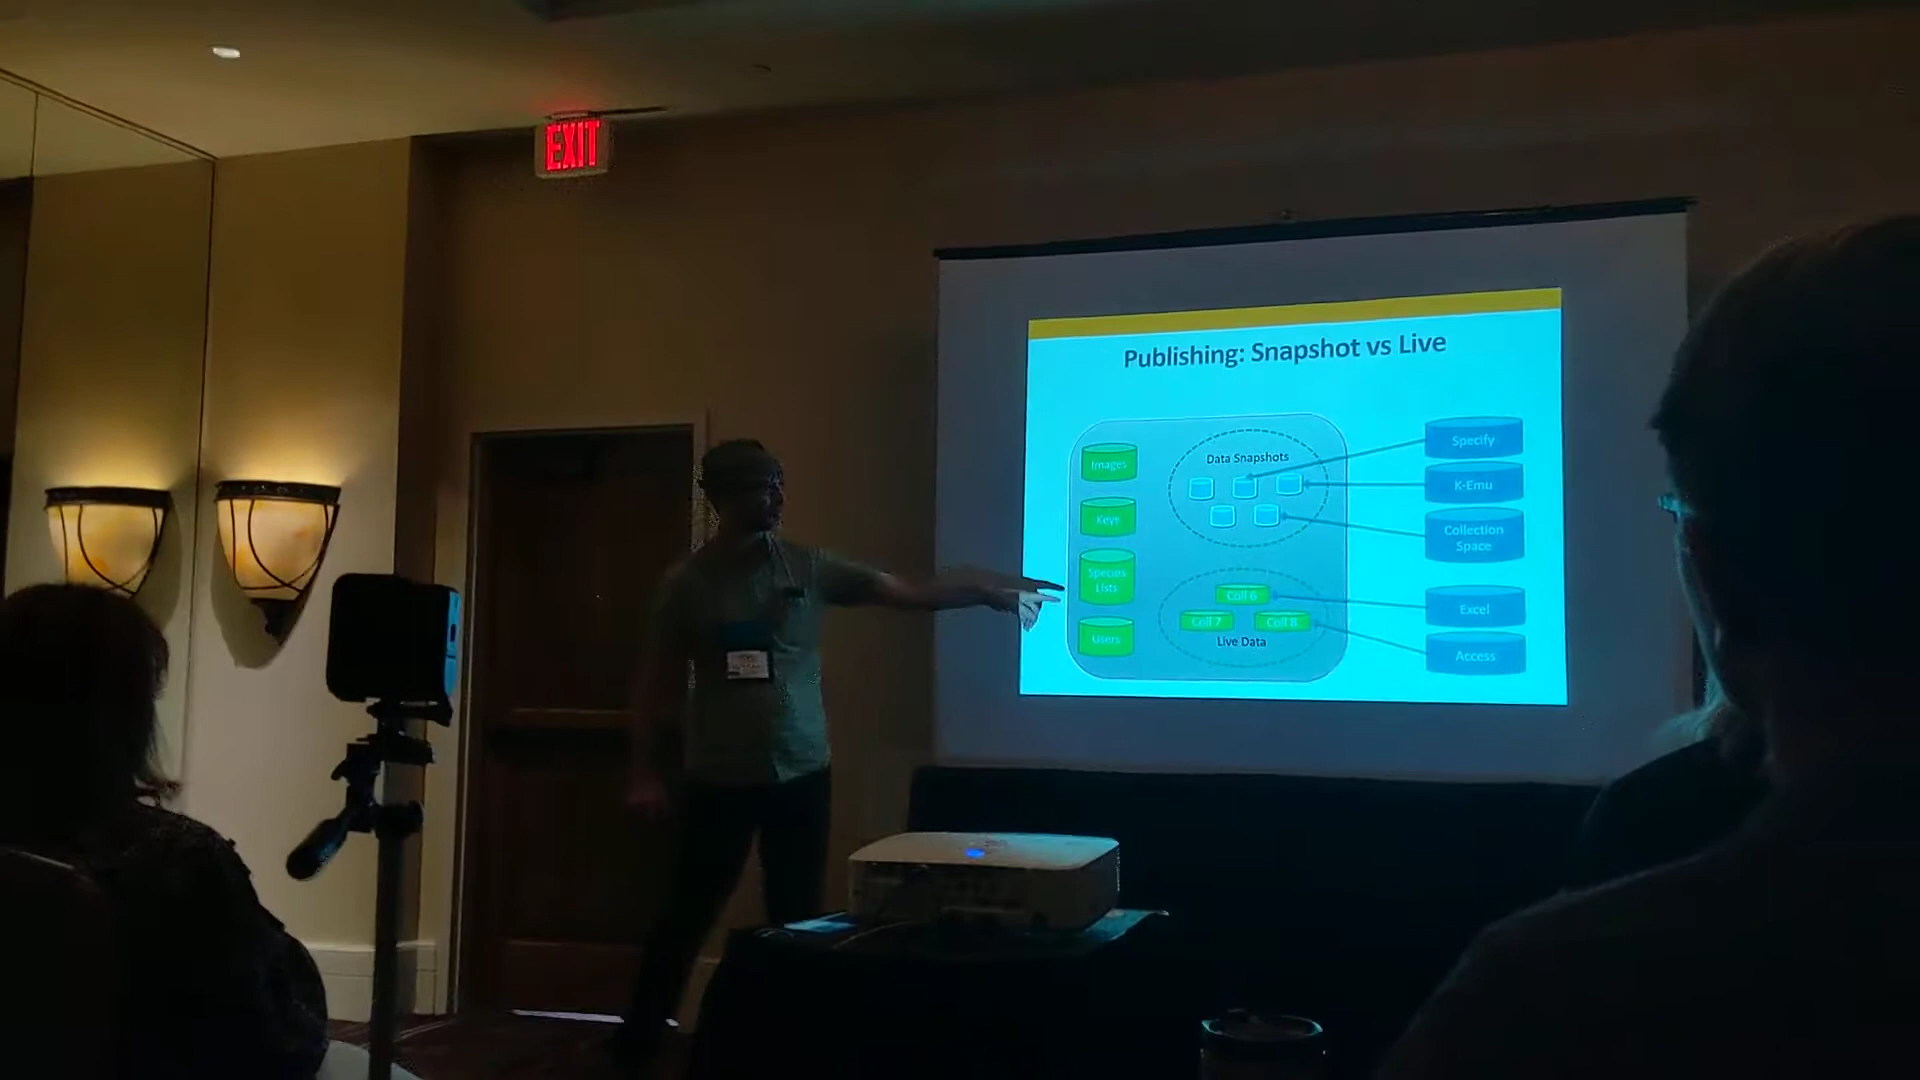 EXIT
Publishing: Snapshot vs Live
Images
Keys
Species
Lists
Users
Data Snapshots
Coll 6
Coll 7
Coll 8
Live Data
Specify
K-Emu
Collection
Space
Excel
Access